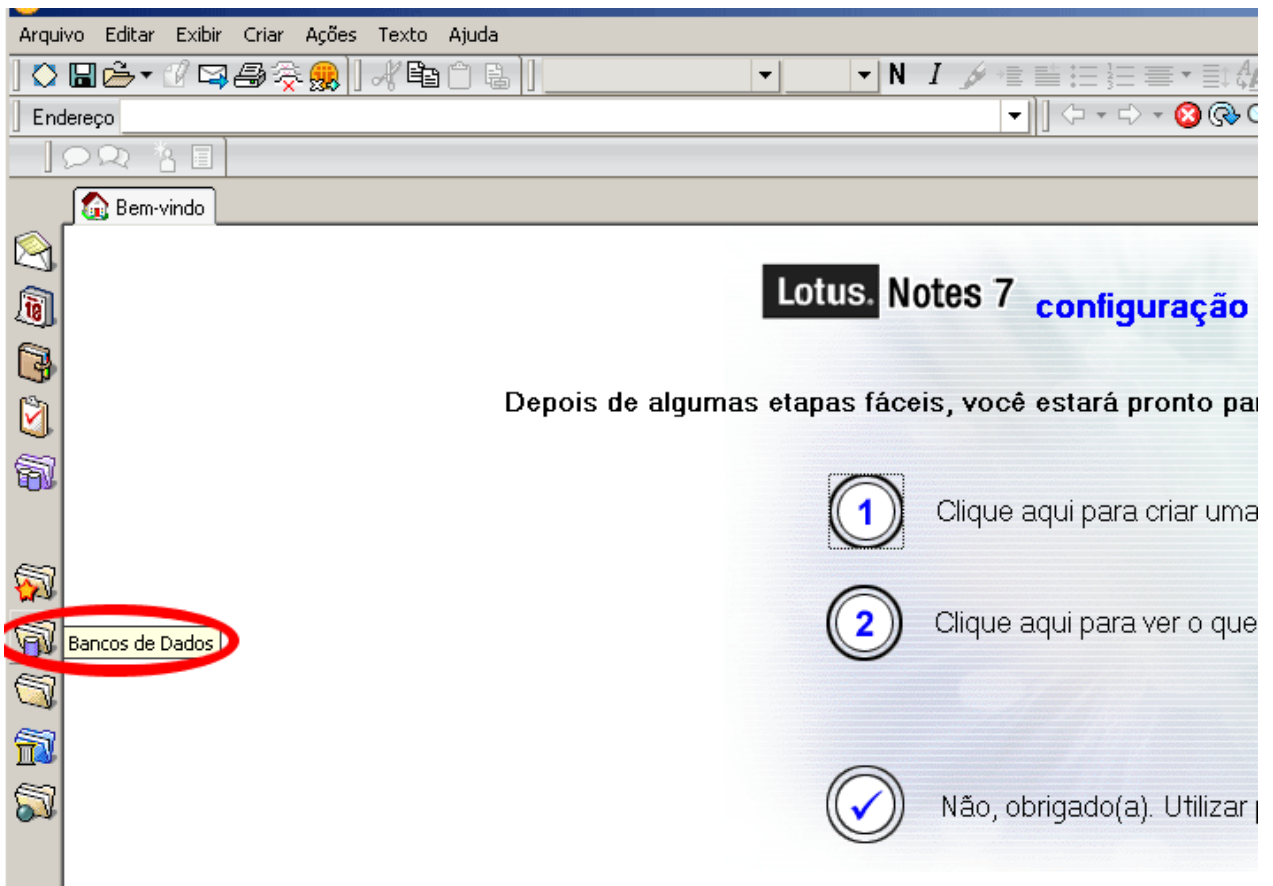 Arquivo Editar Exibir Criar Ações Texto Ajuda
N I
Endereço
Bem-vindo
18
Lotus. Notes 7 configuração
Depois de algumas etapas fáceis, você estará pronto
1 Clique aqui para criar uma
2 Clique aqui para ver o que
Bancos de Dados
Não, obrigado(a). Utilizar